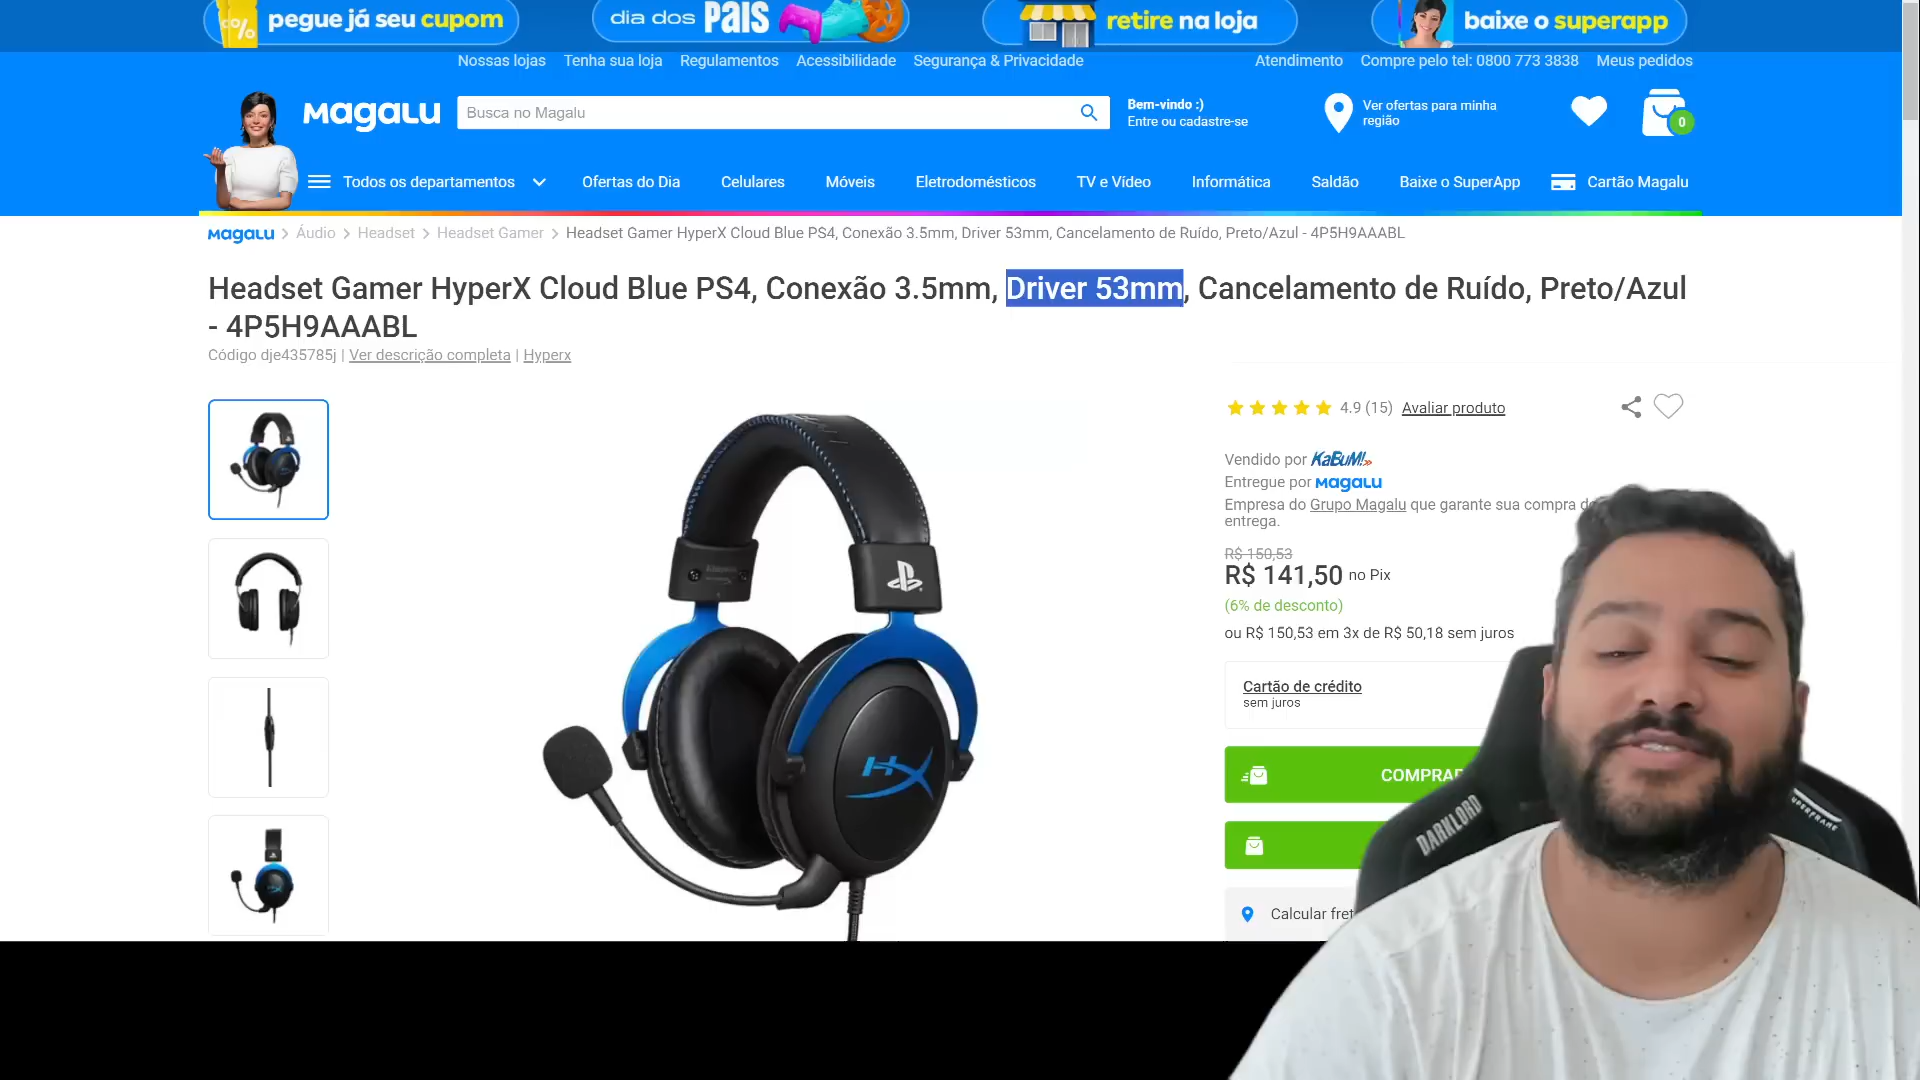 pegue já seu cupom
dia dos Pais
retire na loja
baixe o superapp
Nossas lojas Tenha sua loja Regulamentos Acessibilidade Segurança & Privacidade
Atendimento Compre pelo tel: 0800 773 3838 Meus pedidos
Magalu
Busca no Magalu
Bem-vindo :)
Entre ou cadastre-se
Ver ofertas para minha
região
0
Todos os departamentos
Ofertas do Dia
Celulares
Móveis
Eletrodomésticos
TV e Vídeo
Informática
Saldão
Baixe o SuperApp
Cartão Magalu
Magalu > Áudio > Headset > Headset Gamer > Headset Gamer HyperX Cloud Blue PS4, Conexão 3.5mm, Driver 53mm, Cancelamento de Ruído, Preto/Azul - 4P5H9AAABL
Headset Gamer HyperX Cloud Blue PS4, Conexão 3.5mm, Driver 53mm, Cancelamento de Ruído, Preto/Azul
- 4P5H9AAABL
Código dje435785j | Ver descrição completa | Hyperx
4.9 (15) Avaliar produto
Vendido por KaBuM!
Entregue por Magalu
Empresa do Grupo Magalu que garante sua compra
entrega.
R$ 150,53
R$ 141,50 no Pix
(6% de desconto)
ou R$ 150,53 em 3x de R$ 50,18 sem juros
Cartão de crédito
sem juros
COMPRAR
Calcular fret
HX
DARKLORD